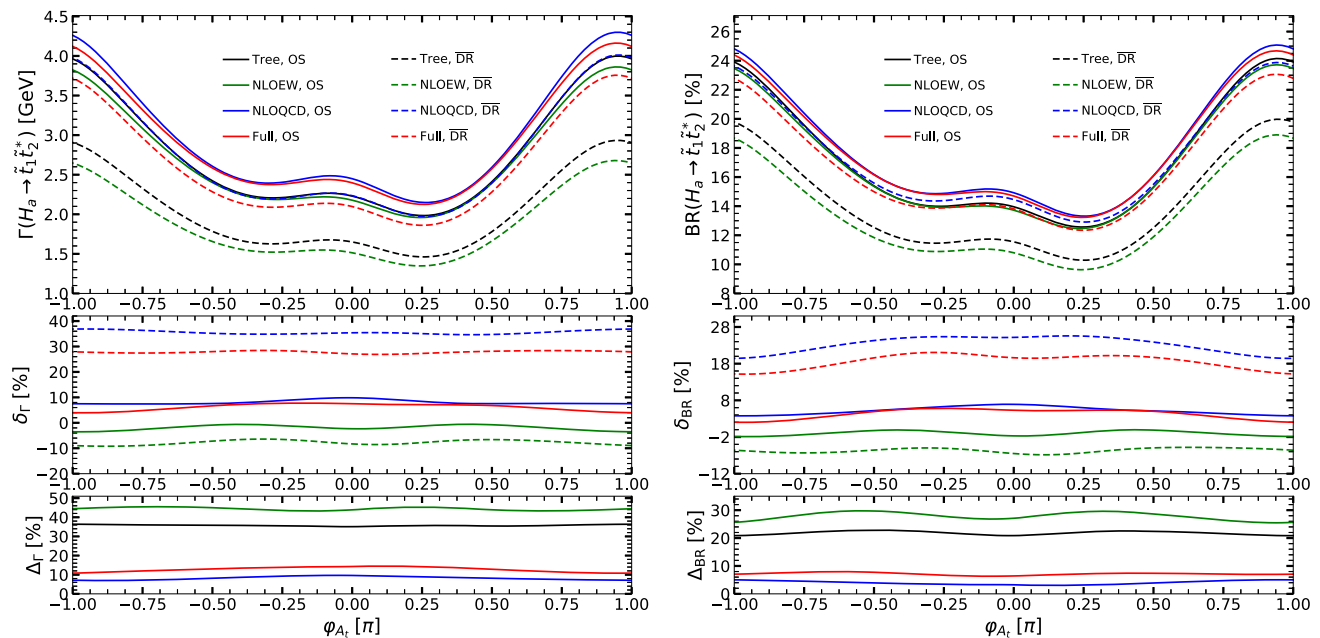 Γ(H_a → t̃_1 t̃_2^*) [GeV]
4.5
4.0
3.5
3.0
2.5
2.0
1.5
1.0
Tree, OS
NLOEW, OS
NLOQCD, OS
Full, OS
Tree, D̅R̅
NLOEW, D̅R̅
NLOQCD, D̅R̅
Full, D̅R̅
−1.00 −0.75 −0.50 −0.25 0.00 0.25 0.50 0.75 1.00
δ_Γ [%]
40
30
20
10
0
−10
−20
−1.00 −0.75 −0.50 −0.25 0.00 0.25 0.50 0.75 1.00
Δ_Γ [%]
50
40
30
20
10
0
−1.00 −0.75 −0.50 −0.25 0.00 0.25 0.50 0.75 1.00
φ_{A_t} [π]
BR(H_a → t̃_1 t̃_2^*) [%]
26
24
22
20
18
16
14
12
10
8
Tree, OS
NLOEW, OS
NLOQCD, OS
Full, OS
Tree, D̅R̅
NLOEW, D̅R̅
NLOQCD, D̅R̅
Full, D̅R̅
−1.00 −0.75 −0.50 −0.25 0.00 0.25 0.50 0.75 1.00
δ_BR [%]
28
18
8
−2
−12
−1.00 −0.75 −0.50 −0.25 0.00 0.25 0.50 0.75 1.00
Δ_BR [%]
30
20
10
0
−1.00 −0.75 −0.50 −0.25 0.00 0.25 0.50 0.75 1.00
φ_{A_t} [π]